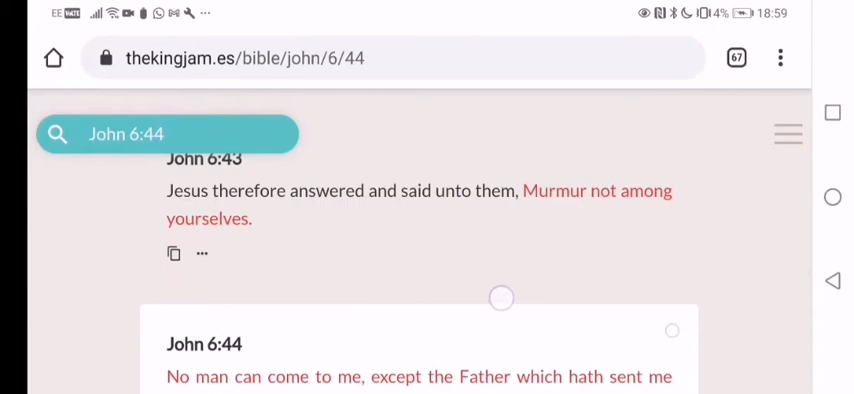 EE VoLTE 4% 18:59
thekingjam.es/bible/john/6/44 67
John 6:44
John 6:43
Jesus therefore answered and said unto them, Murmur not among
yourselves.
John 6:44
No man can come to me, except the Father which hath sent me